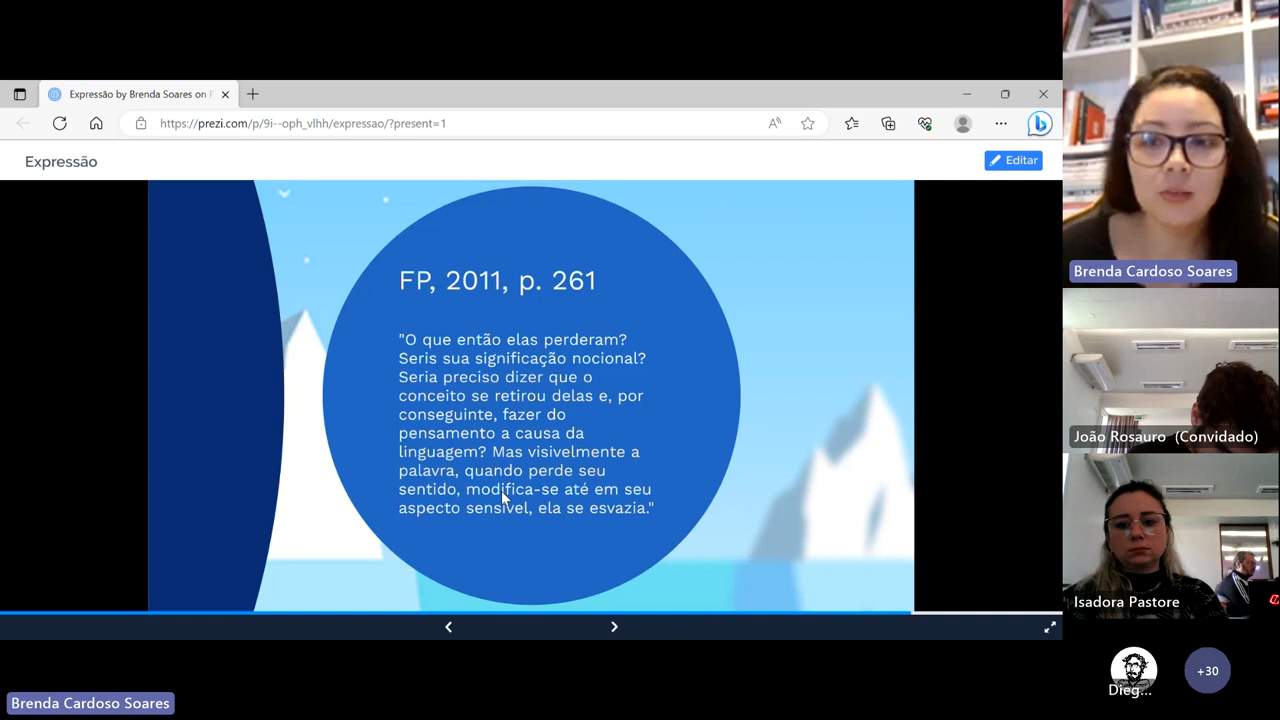 Expressão by Brenda Soares on P
https://prezi.com/p/9i--oph_vlhh/expressao/?present=1
Expressão
Editar
FP, 2011, p. 261
"O que então elas perderam?
Seris sua significação nocional?
Seria preciso dizer que o
conceito se retirou delas e, por
conseguinte, fazer do
pensamento a causa da
linguagem? Mas visivelmente a
palavra, quando perde seu
sentido, modifica-se até em seu
aspecto sensível, ela se esvazia."
Brenda Cardoso Soares
João Rosauro (Convidado)
Isadora Pastore
Dieg...
+30
Brenda Cardoso Soares